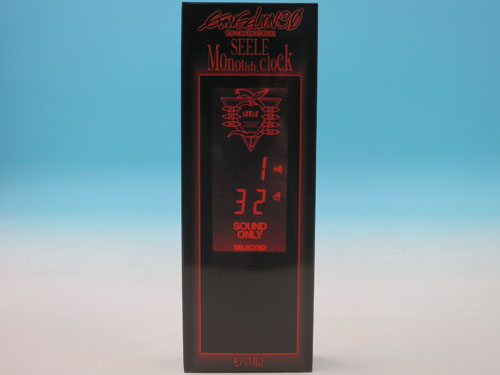 EVANGELION:3.0
SEELE
Monolith Clock
SEELE
1
32
SOUND
ONLY
SELECTED